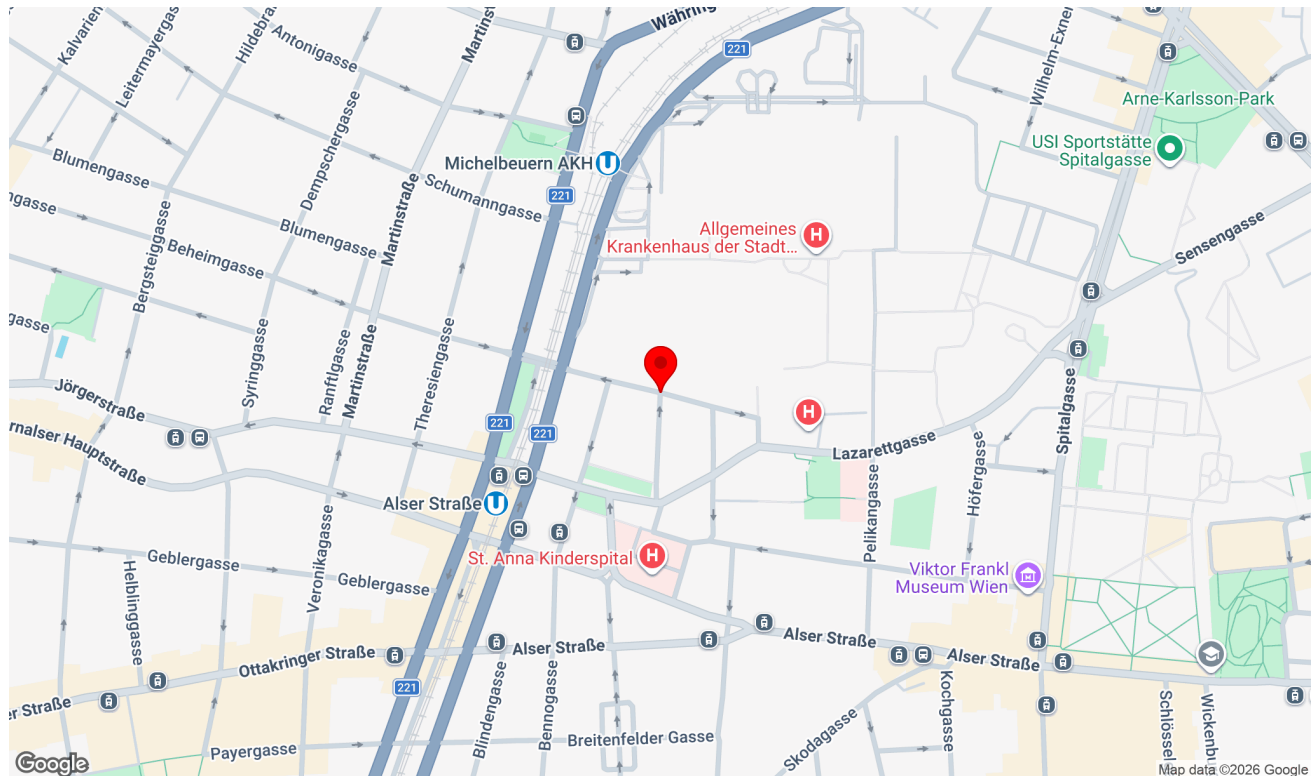 Kalvarien
Leitermayergas
Hildebra
Antonigasse
Martinst
Währing
221
Wilhelm-Exner
Arne-Karlsson-Park
USI Sportstätte
Spitalgasse
Michelbeuern AKH
Blumengasse
Dempschergasse
Schumanngasse
221
Martinstraße
ngasse
Bergsteiggasse
Beheimgasse
Blumengasse
Allgemeines
Krankenhaus der Stadt...
H
Sensengasse
gasse
Syringgasse
Ranftlgasse
Martinstraße
Theresiengasse
Jörgerstraße
221
221
H
Spitalgasse
rnalser Hauptstraße
Lazarettgasse
Höfergasse
Pelikangasse
Alser Straße
U
Geblergasse
Helblinggasse
Veronikagasse
Geblergasse
St. Anna Kinderspital
H
Viktor Frankl
Museum Wien
Ottakringer Straße
Alser Straße
Alser Straße
Alser Straße
221
er Straße
Blindengasse
Bennogasse
Kochgasse
Schlössel
Wickenbu
Payergasse
Breitenfelder Gasse
Skodagasse
Google
Map data ©2026 Google